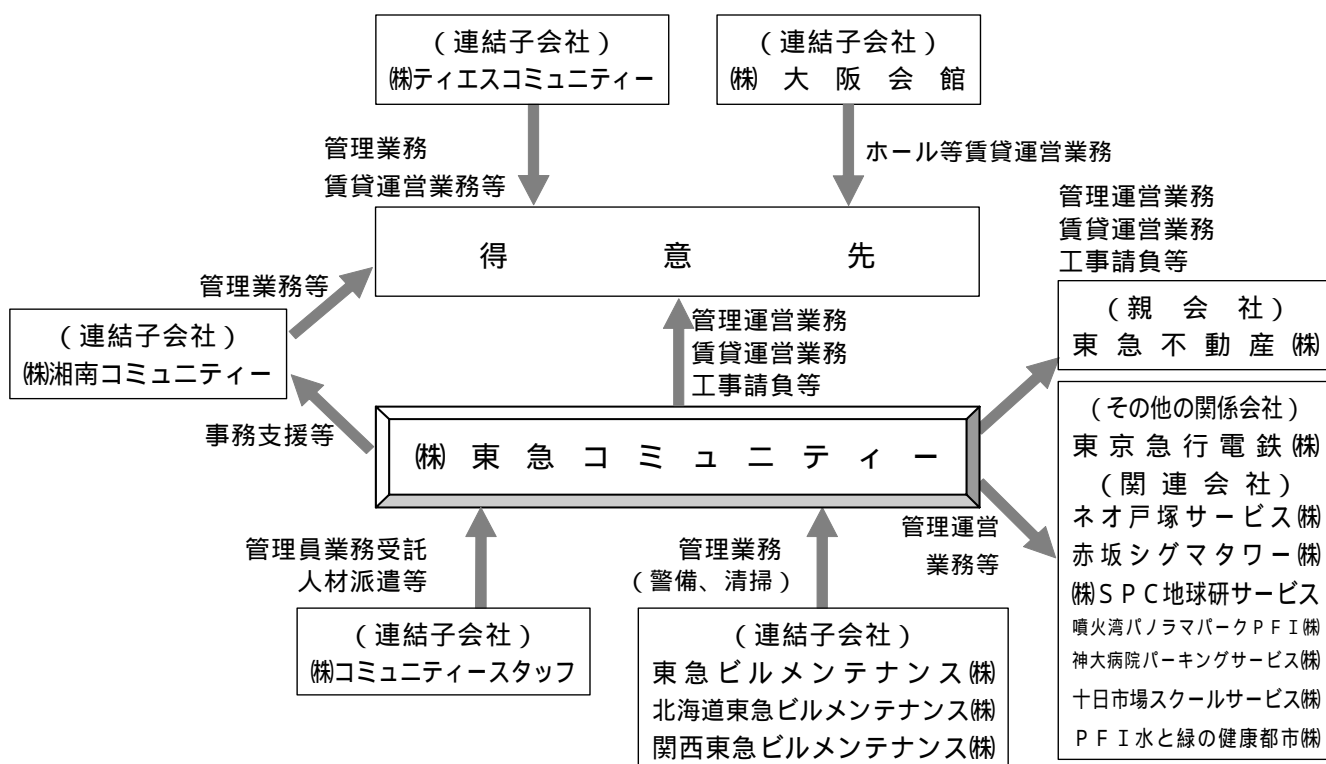 (連結子会社)
㈱ティエスコミュニティー
(連結子会社)
㈱大阪会館
管理業務
賃貸運営業務等
ホール等賃貸運営業務
得意先
管理運営業務
賃貸運営業務
工事請負等
(親会社)
東急不動産㈱
管理業務等
(連結子会社)
㈱湘南コミュニティー
管理運営業務
賃貸運営業務
工事請負等
事務支援等
㈱東急コミュニティー
(その他の関係会社)
東京急行電鉄㈱
(関連会社)
ネオ戸塚サービス㈱
赤坂シグマタワー㈱
㈱SPC地球研サービス
噴火湾パノラマパークPFI㈱
神大病院パーキングサービス㈱
十日市場スクールサービス㈱
PFI水と緑の健康都市㈱
管理運営
業務等
管理員業務受託
人材派遣等
管理業務
(警備、清掃)
(連結子会社)
㈱コミュニティースタッフ
(連結子会社)
東急ビルメンテナンス㈱
北海道東急ビルメンテナンス㈱
関西東急ビルメンテナンス㈱